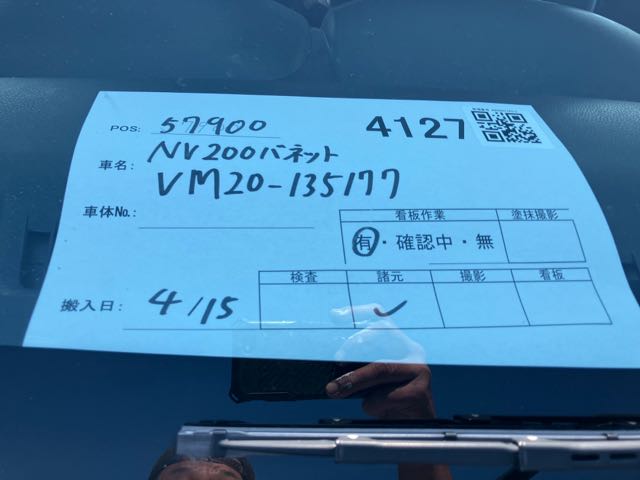 POS: 57900
4127
車名: NV200バネット
VM20-135177
車体No.:
看板作業 塗抹撮影
有・確認中・無
検査 諸元 撮影 看板
搬入日: 4/15 ✓